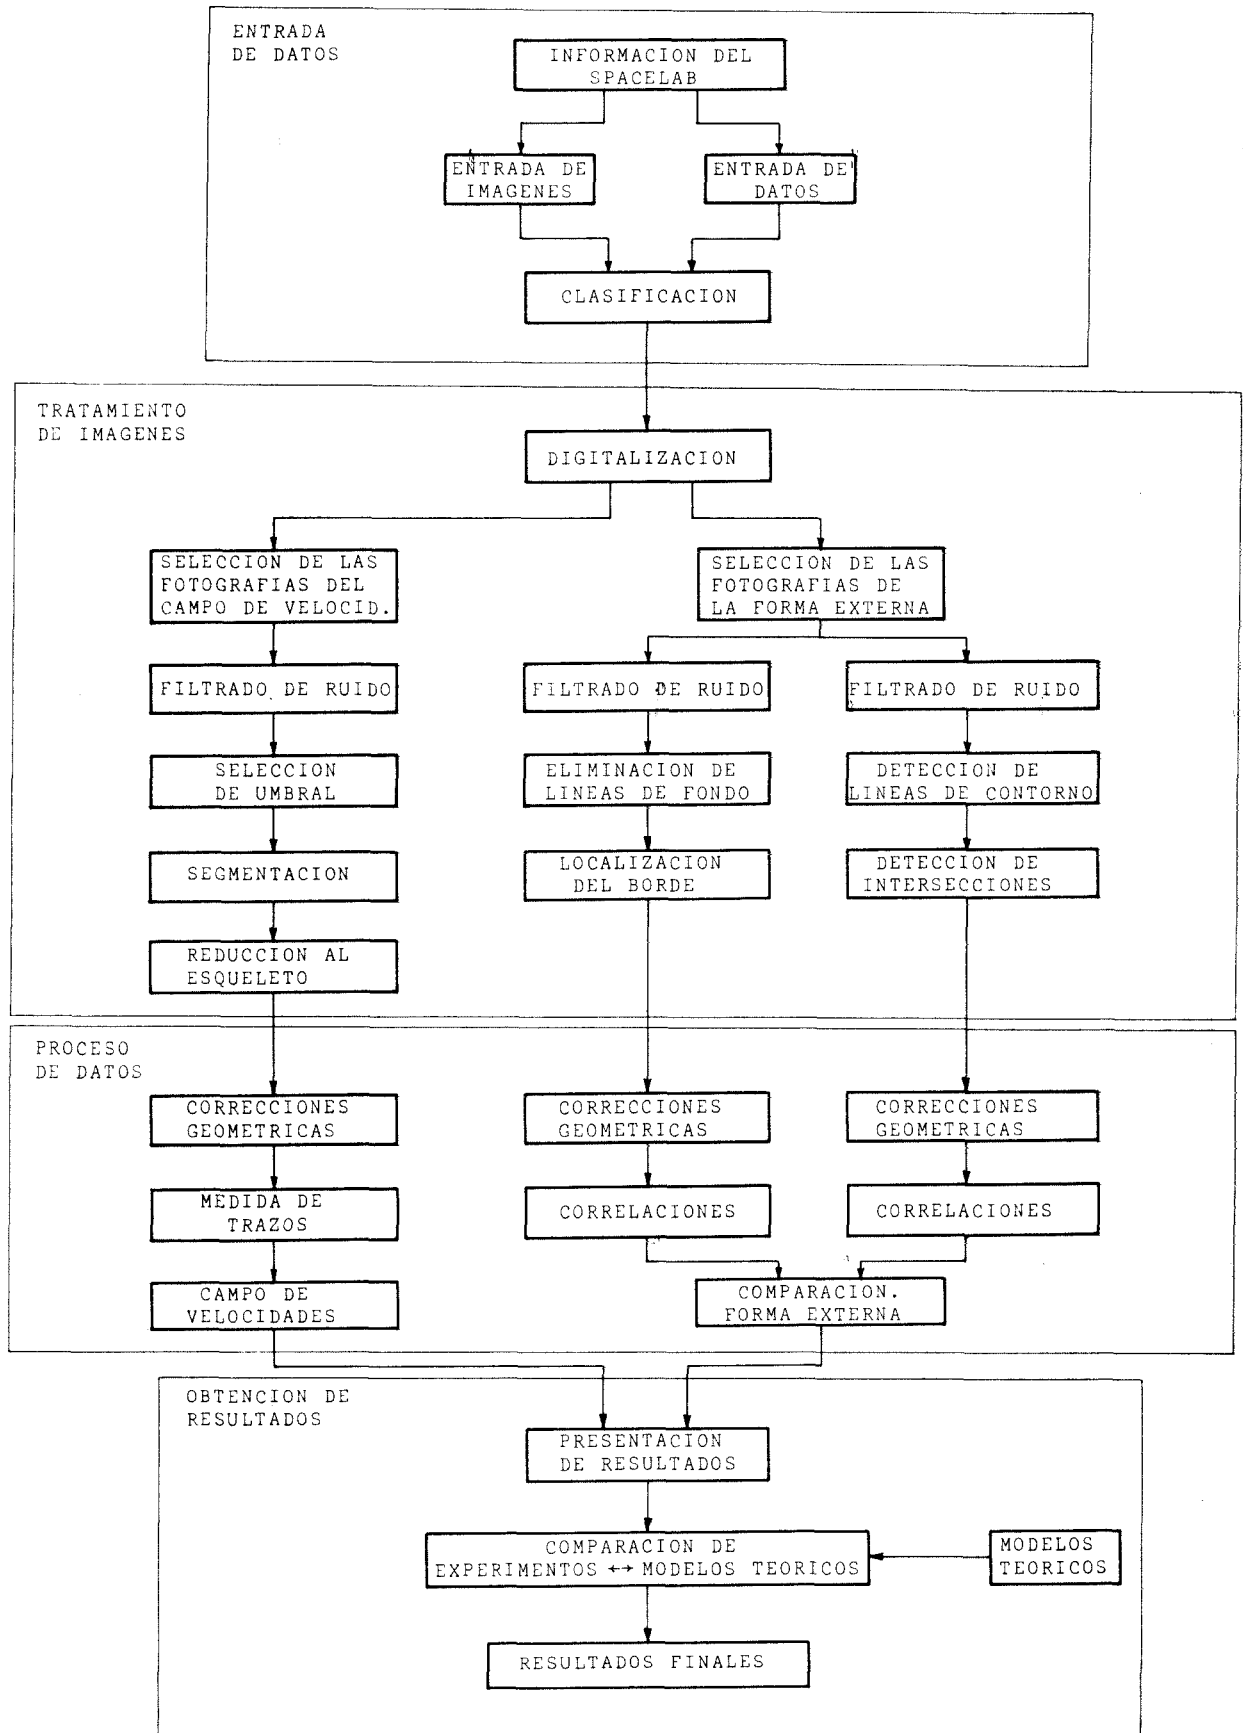 ENTRADA
DE DATOS
INFORMACION DEL
SPACELAB
ENTRADA DE
IMAGENES
ENTRADA DE
DATOS
CLASIFICACION
TRATAMIENTO
DE IMAGENES
DIGITALIZACION
SELECCION DE LAS
FOTOGRAFIAS DEL
CAMPO DE VELOCID.
SELECCION DE LAS
FOTOGRAFIAS DE
LA FORMA EXTERNA
FILTRADO DE RUIDO
FILTRADO DE RUIDO
FILTRADO DE RUIDO
SELECCION
DE UMBRAL
ELIMINACION DE
LINEAS DE FONDO
DETECCION DE
LINEAS DE CONTORNO
SEGMENTACION
LOCALIZACION
DEL BORDE
DETECCION DE
INTERSECCIONES
REDUCCION AL
ESQUELETO
PROCESO
DE DATOS
CORRECCIONES
GEOMETRICAS
CORRECCIONES
GEOMETRICAS
CORRECCIONES
GEOMETRICAS
MEDIDA DE
TRAZOS
CORRELACIONES
CORRELACIONES
CAMPO DE
VELOCIDADES
COMPARACION.
FORMA EXTERNA
OBTENCION DE
RESULTADOS
PRESENTACION
DE RESULTADOS
COMPARACION DE
EXPERIMENTOS ↔ MODELOS TEORICOS
MODELOS
TEORICOS
RESULTADOS FINALES